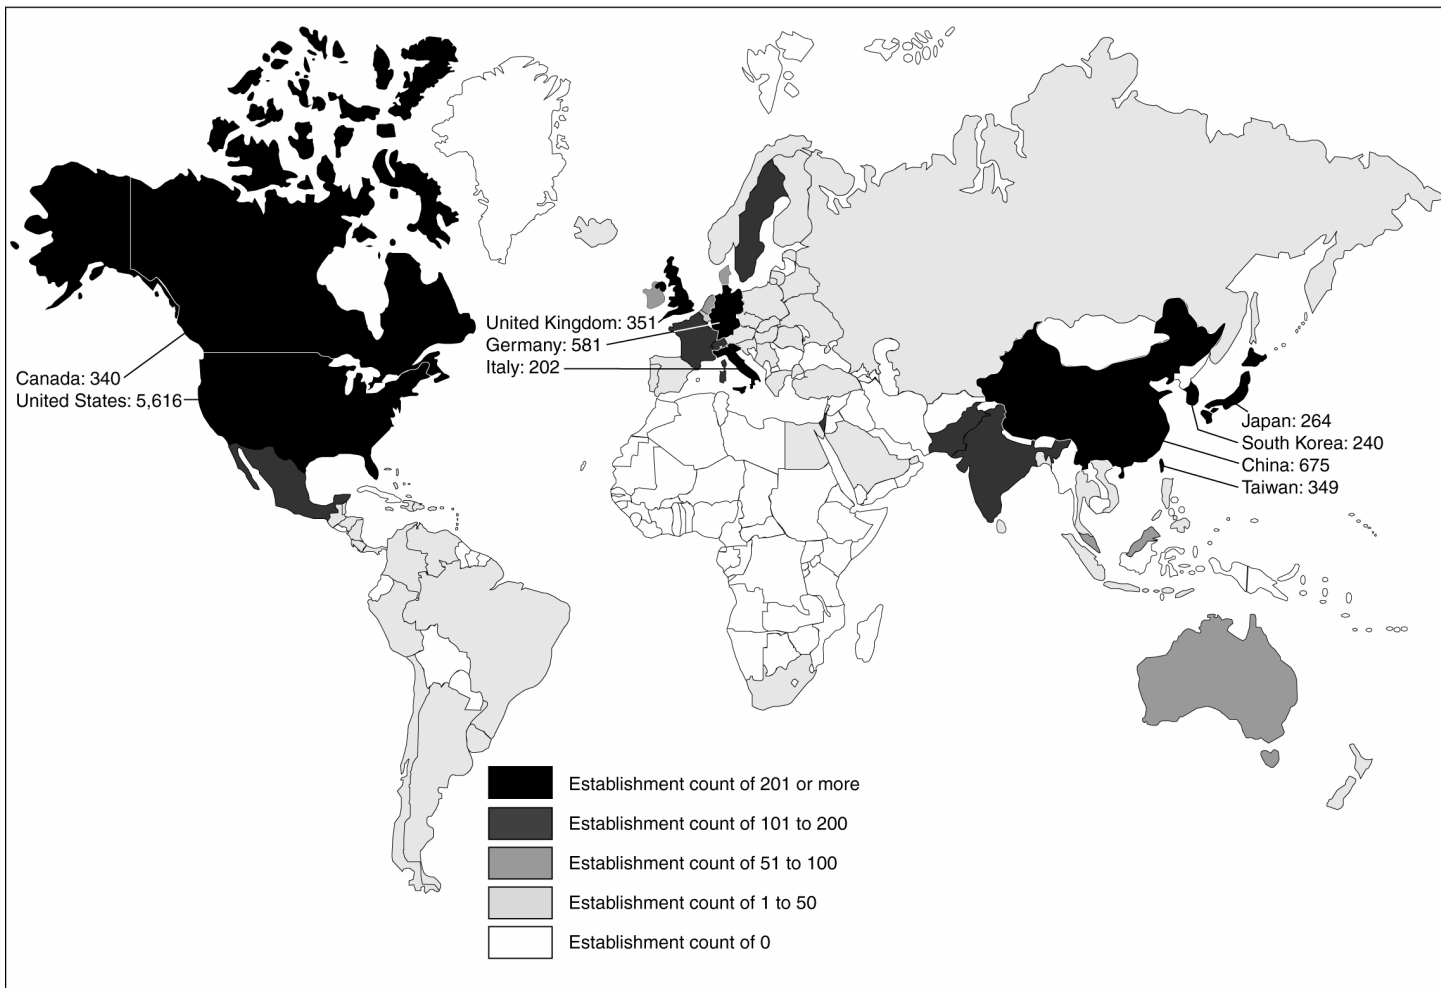 United Kingdom: 351
Germany: 581
Italy: 202
Canada: 340
United States: 5,616
Japan: 264
South Korea: 240
China: 675
Taiwan: 349
Establishment count of 201 or more
Establishment count of 101 to 200
Establishment count of 51 to 100
Establishment count of 1 to 50
Establishment count of 0